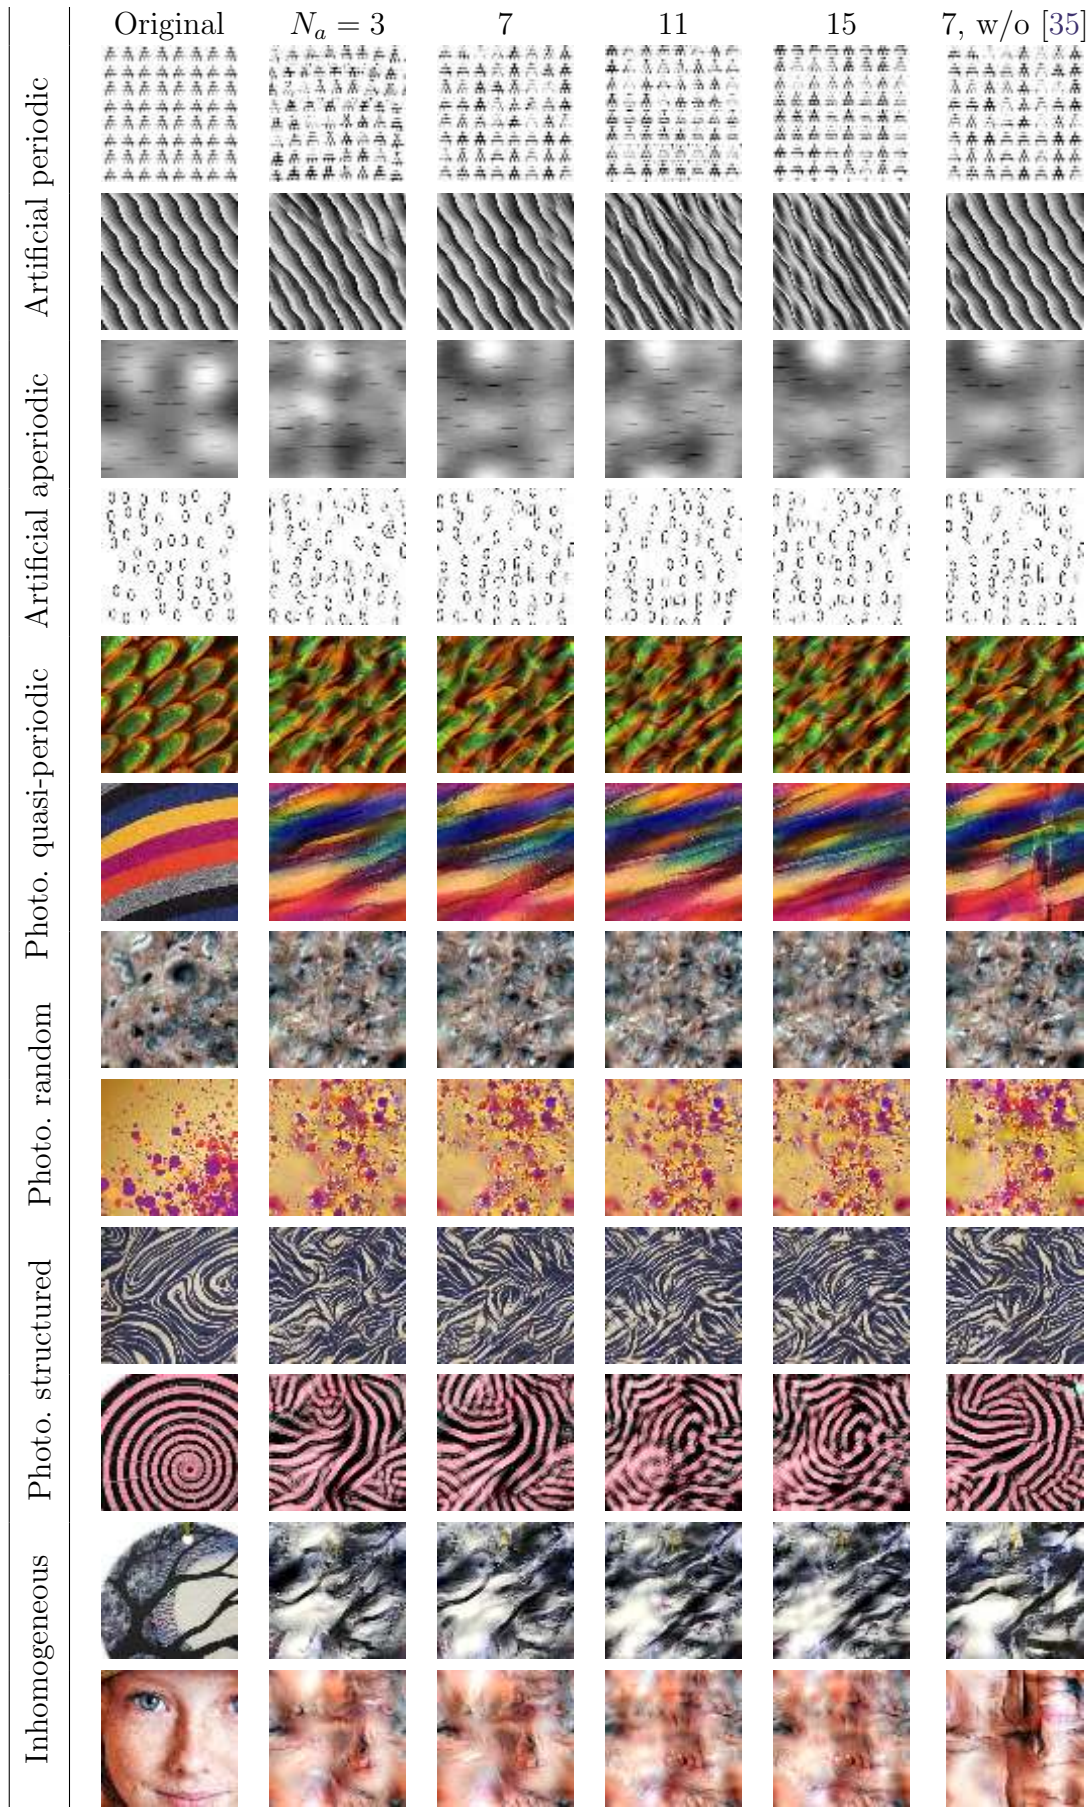 Original N_a = 3 7 11 15 7, w/o [35]
Artificial periodic
Artificial aperiodic
Photo. quasi-periodic
Photo. random
Photo. structured
Inhomogeneous